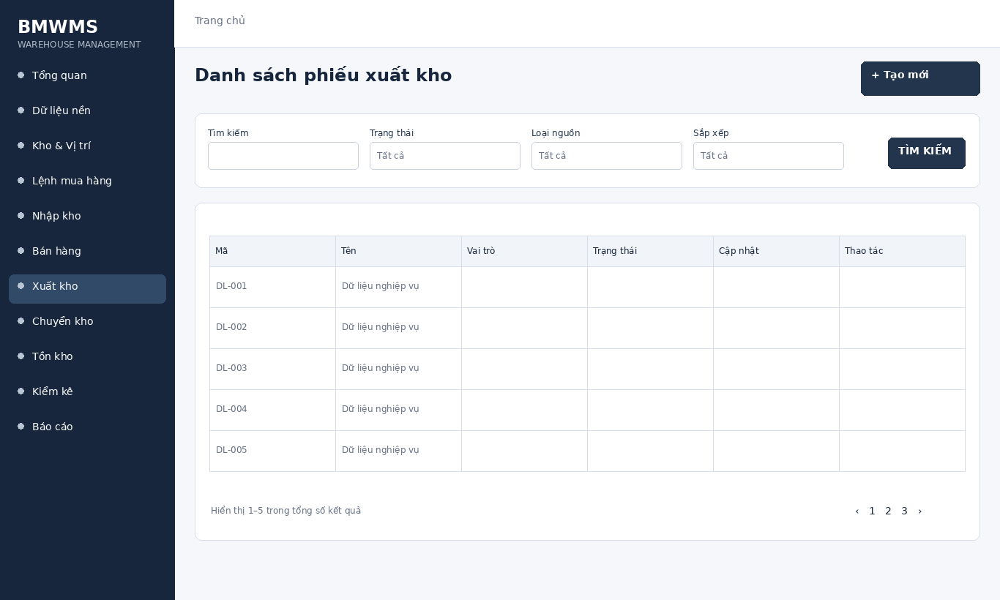 BMWMS
WAREHOUSE MANAGEMENT
Tổng quan
Dữ liệu nền
Kho & Vị trí
Lệnh mua hàng
Nhập kho
Bán hàng
Xuất kho
Chuyển kho
Tồn kho
Kiểm kê
Báo cáo
Trang chủ
Danh sách phiếu xuất kho
+ Tạo mới
Tìm kiếm
Trạng thái
Loại nguồn
Sắp xếp
Tất cả
Tất cả
Tất cả
TÌM KIẾM
Mã Tên Vai trò Trạng thái Cập nhật Thao tác
DL-001 Dữ liệu nghiệp vụ
DL-002 Dữ liệu nghiệp vụ
DL-003 Dữ liệu nghiệp vụ
DL-004 Dữ liệu nghiệp vụ
DL-005 Dữ liệu nghiệp vụ
Hiển thị 1–5 trong tổng số kết quả
‹ 1 2 3 ›